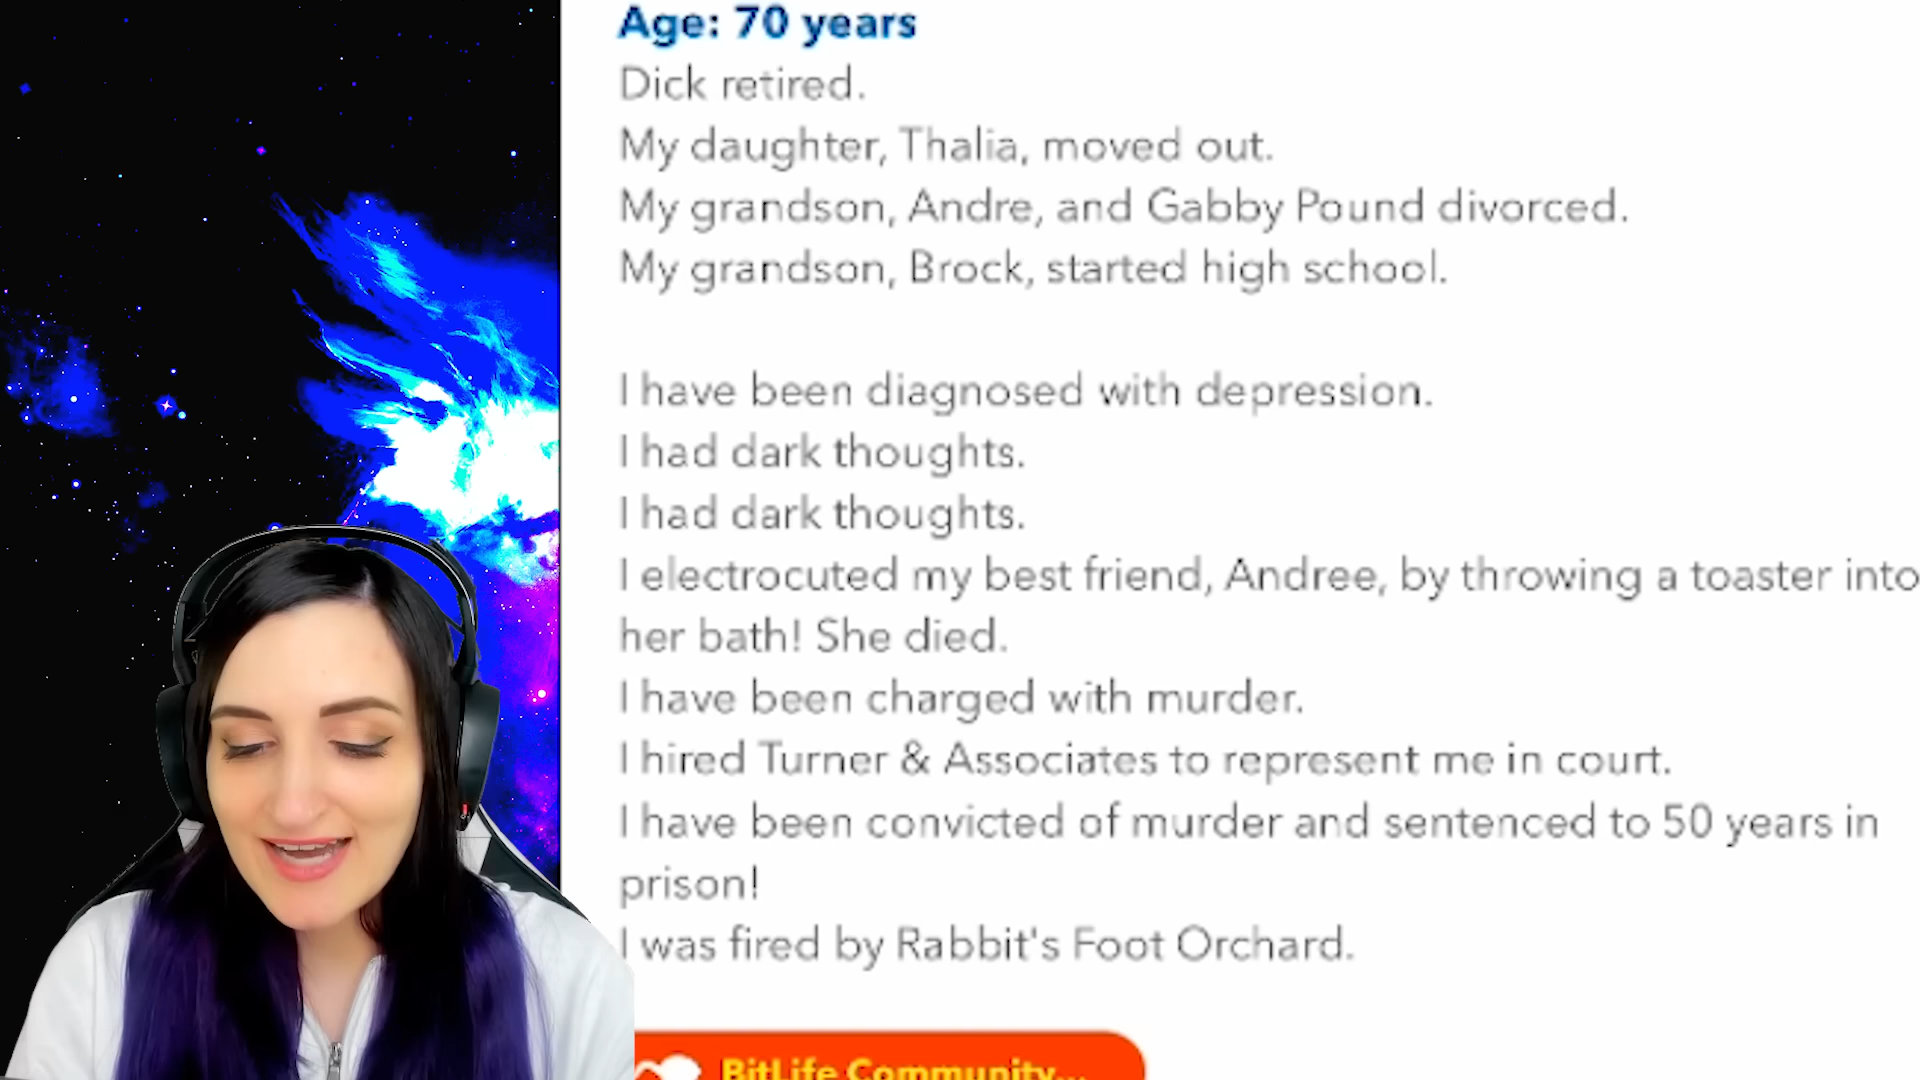 Age: 70 years
Dick retired.
My daughter, Thalia, moved out.
My grandson, Andre, and Gabby Pound divorced.
My grandson, Brock, started high school.
I have been diagnosed with depression.
I had dark thoughts.
I had dark thoughts.
I electrocuted my best friend, Andree, by throwing a toaster into
her bath! She died.
I have been charged with murder.
I hired Turner & Associates to represent me in court.
I have been convicted of murder and sentenced to 50 years in
prison!
I was fired by Rabbit's Foot Orchard.
BitLife Community...